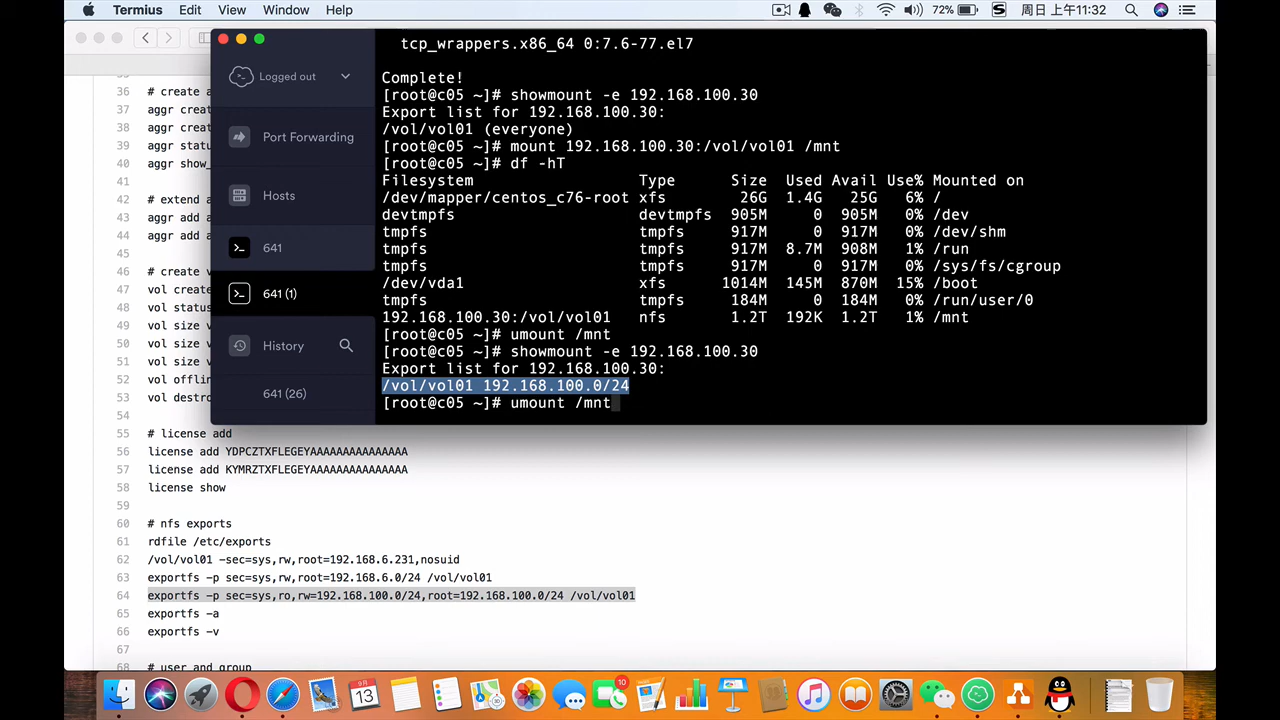 Termius Edit View Window Help 72% 周日 上午11:32
tcp_wrappers.x86_64 0:7.6-77.el7
Complete!
[root@c05 ~]# showmount -e 192.168.100.30
Export list for 192.168.100.30:
/vol/vol01 (everyone)
[root@c05 ~]# mount 192.168.100.30:/vol/vol01 /mnt
[root@c05 ~]# df -hT
Filesystem Type Size Used Avail Use% Mounted on
/dev/mapper/centos_c76-root xfs 26G 1.4G 25G 6% /
devtmpfs devtmpfs 905M 0 905M 0% /dev
tmpfs tmpfs 917M 0 917M 0% /dev/shm
tmpfs tmpfs 917M 8.7M 908M 1% /run
tmpfs tmpfs 917M 0 917M 0% /sys/fs/cgroup
/dev/vda1 xfs 1014M 145M 870M 15% /boot
tmpfs tmpfs 184M 0 184M 0% /run/user/0
192.168.100.30:/vol/vol01 nfs 1.2T 192K 1.2T 1% /mnt
[root@c05 ~]# umount /mnt
[root@c05 ~]# showmount -e 192.168.100.30
Export list for 192.168.100.30:
/vol/vol01 192.168.100.0/24
[root@c05 ~]# umount /mnt
Logged out
Port Forwarding
Hosts
641
641 (1)
History
641 (26)
36 # create a
37 aggr creat
38 aggr creat
39 aggr statu
40 aggr show_
41
42 # extend a
43 aggr add a
44 aggr add a
45
46 # create v
47 vol create
48 vol status
49 vol size v
50 vol size v
51 vol size v
52 vol offlin
53 vol destro
54
55 # license add
56 license add YDPCZTXFLEGEYAAAAAAAAAAAAAAA
57 license add KYMRZTXFLEGEYAAAAAAAAAAAAAAA
58 license show
59
60 # nfs exports
61 rdfile /etc/exports
62 /vol/vol01 -sec=sys,rw,root=192.168.6.231,nosuid
63 exportfs -p sec=sys,rw,root=192.168.6.0/24 /vol/vol01
64 exportfs -p sec=sys,ro,rw=192.168.100.0/24,root=192.168.100.0/24 /vol/vol01
65 exportfs -a
66 exportfs -v
67
68 # user and group
9月
13
10